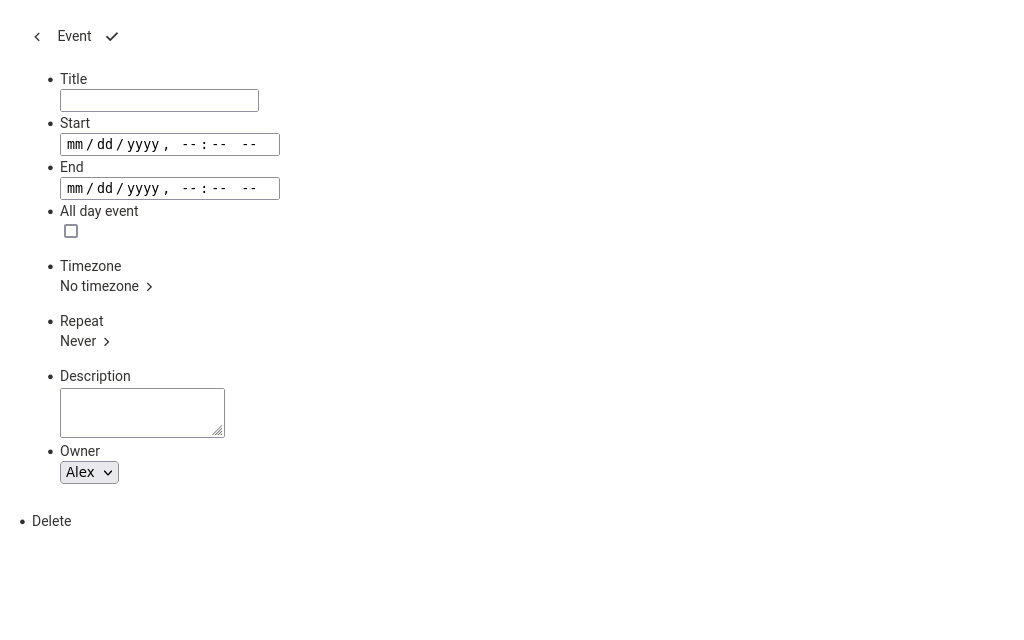 Event
Title
Start
mm/dd/yyyy, --:-- --
End
mm/dd/yyyy, --:-- --
All day event
Timezone
No timezone
Repeat
Never
Description
Owner
Alex
Delete